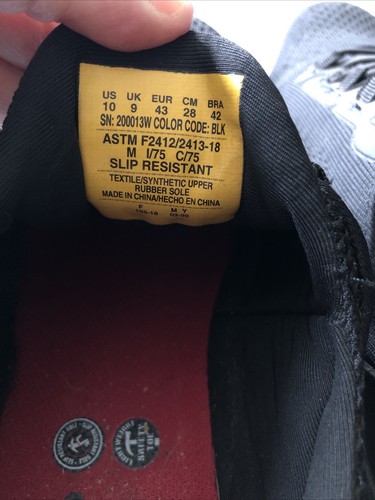 US UK EUR CM BRA
10 9 43 28 42
SN: 200013W COLOR CODE: BLK
ASTM F2412/2413-18
M I/75 C/75
SLIP RESISTANT
TEXTILE/SYNTHETIC UPPER
RUBBER SOLE
MADE IN CHINA/HECHO EN CHINA
F M Y